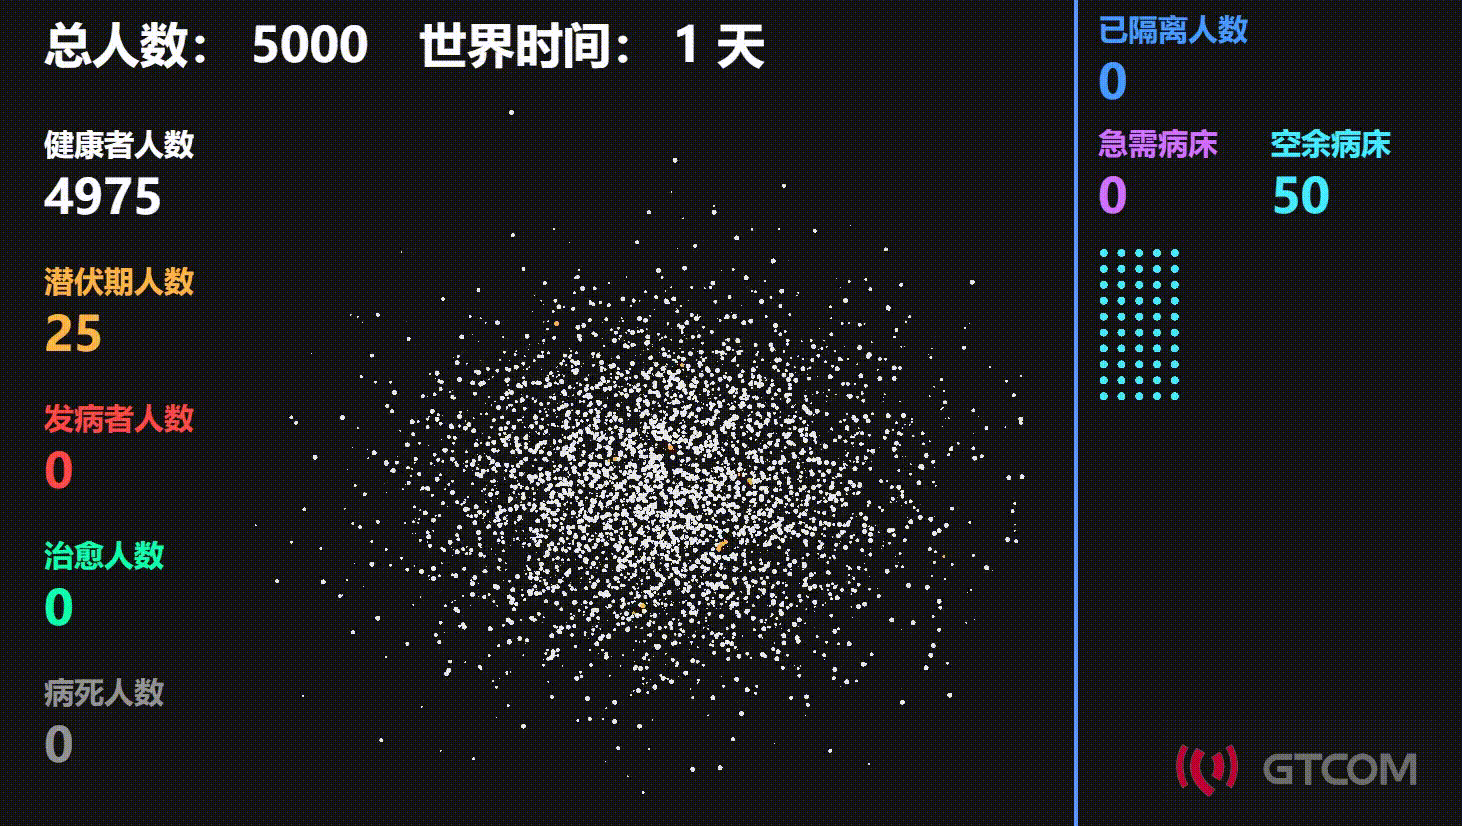 总人数： 5000 世界时间： 1 天
健康者人数
4975
潜伏期人数
25
发病者人数
0
治愈人数
0
病死人数
0
已隔离人数
0
急需病床 空余病床
0 50
GTCOM